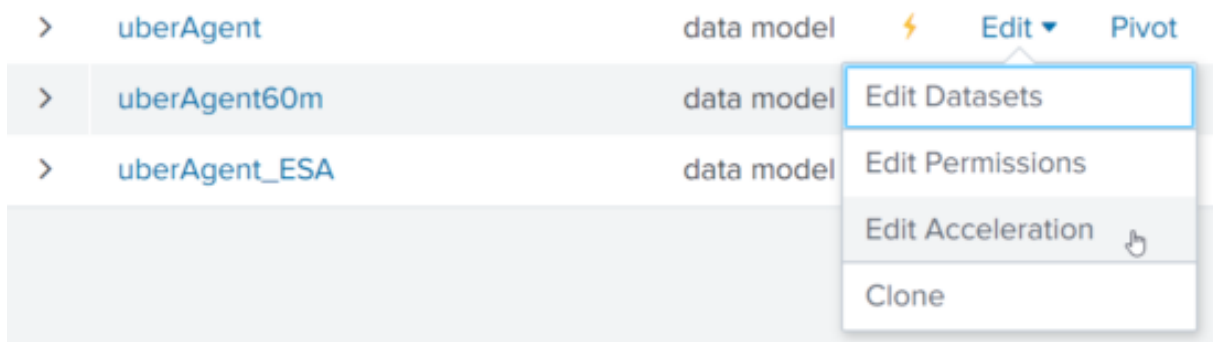 uberAgent data model Edit Pivot
uberAgent60m data model Edit Datasets
uberAgent_ESA data model Edit Permissions
Edit Acceleration
Clone